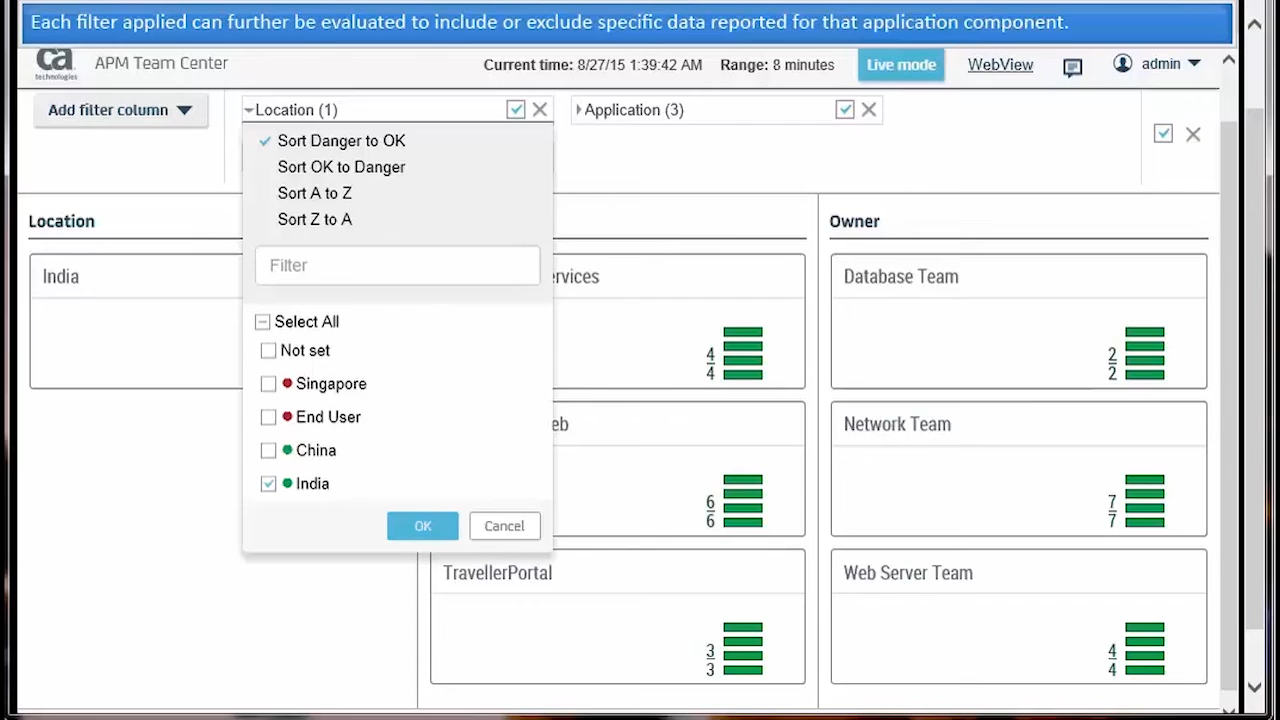 Each filter applied can further be evaluated to include or exclude specific data reported for that application component.
ca
technologies
APM Team Center
Current time: 8/27/15 1:39:42 AM
Range: 8 minutes
Live mode
WebView
admin
Add filter column
Location (1)
Application (3)
Sort Danger to OK
Sort OK to Danger
Sort A to Z
Sort Z to A
Filter
Select All
Not set
Singapore
End User
China
India
OK
Cancel
Location
India
4
4
6
6
TravellerPortal
3
3
Owner
Database Team
2
2
Network Team
7
7
Web Server Team
4
4